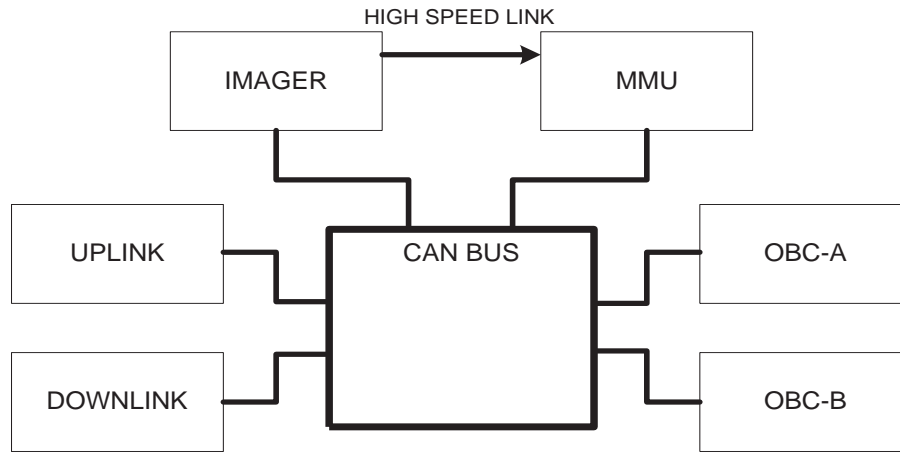 HIGH SPEED LINK
IMAGER
MMU
UPLINK
CAN BUS
OBC-A
DOWNLINK
OBC-B